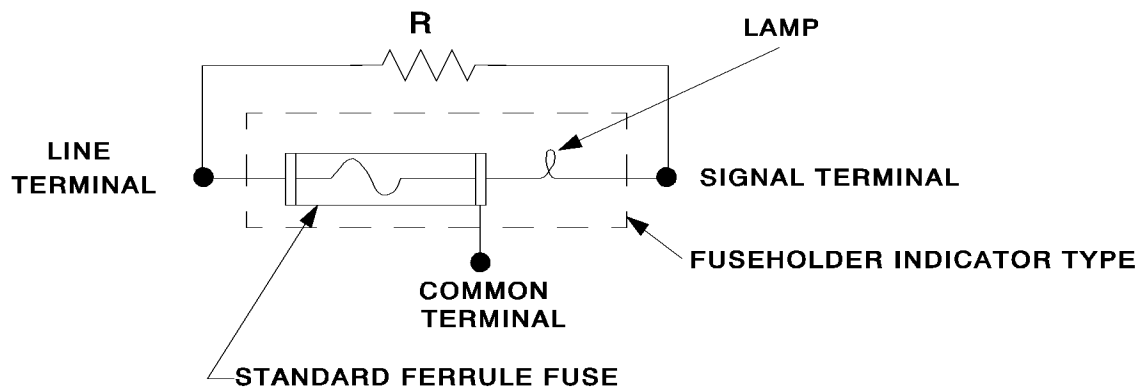 R
LAMP
LINE
TERMINAL
SIGNAL TERMINAL
FUSEHOLDER INDICATOR TYPE
COMMON
TERMINAL
STANDARD FERRULE FUSE